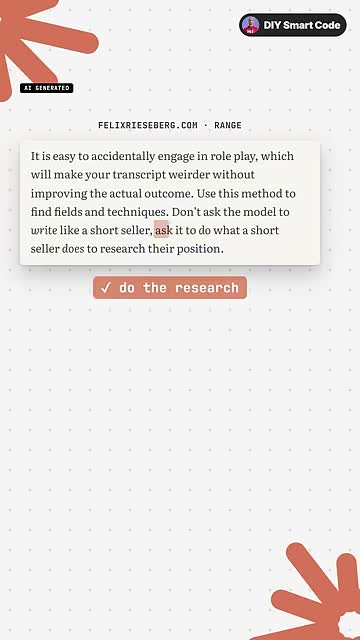 DIY Smart Code
AI GENERATED
FELIXRIESEBERG.COM · RANGE
It is easy to accidentally engage in role play, which
will make your transcript weirder without
improving the actual outcome. Use this method to
find fields and techniques. Don’t ask the model to
write like a short seller, ask it to do what a short
seller does to research their position.
✓ do the research